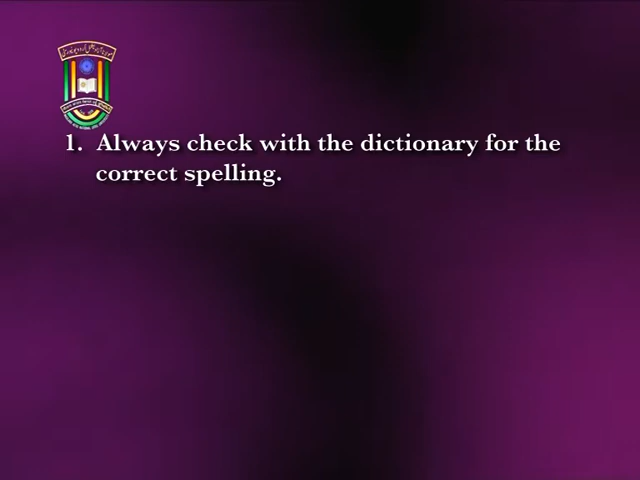 1. Always check with the dictionary for the
correct spelling.